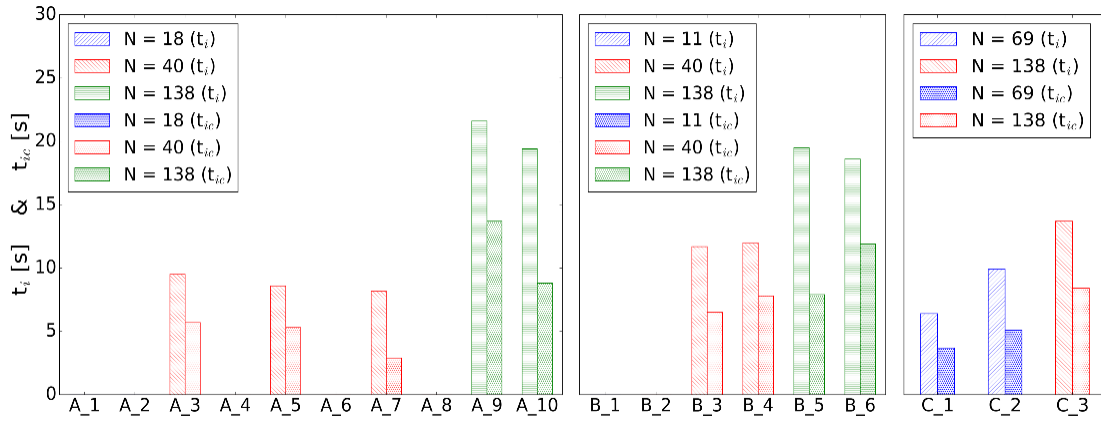 30
25
20
15
10
5
0
t_i [s] & t_ic [s]
N = 18 (t_i)
N = 40 (t_i)
N = 138 (t_i)
N = 18 (t_ic)
N = 40 (t_ic)
N = 138 (t_ic)
A_1 A_2 A_3 A_4 A_5 A_6 A_7 A_8 A_9 A_10
N = 11 (t_i)
N = 40 (t_i)
N = 138 (t_i)
N = 11 (t_ic)
N = 40 (t_ic)
N = 138 (t_ic)
B_1 B_2 B_3 B_4 B_5 B_6
N = 69 (t_i)
N = 138 (t_i)
N = 69 (t_ic)
N = 138 (t_ic)
C_1 C_2 C_3